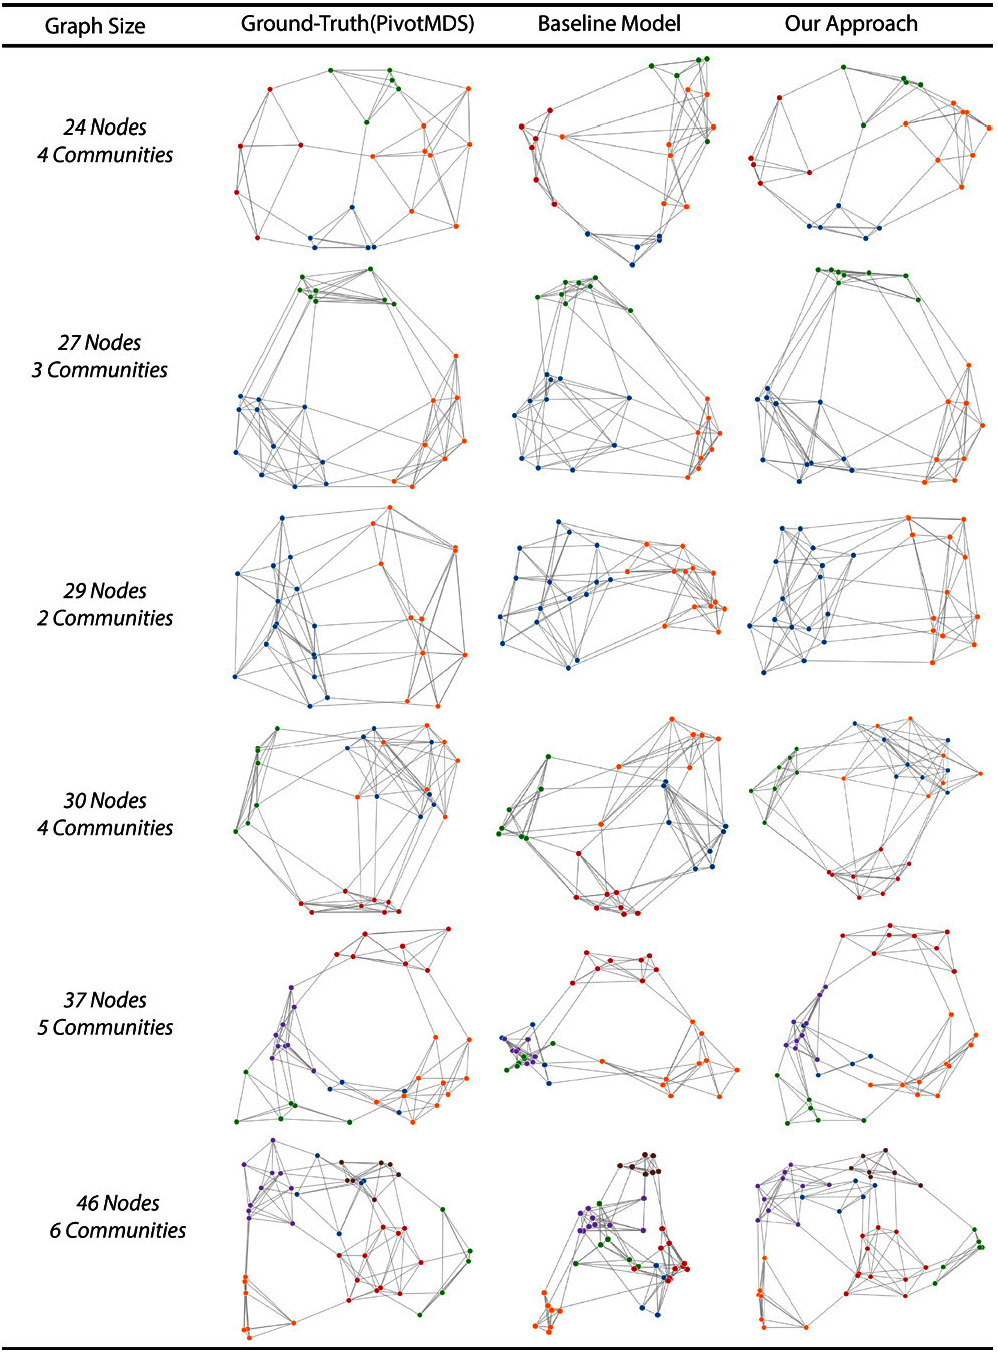 Graph Size Ground-Truth(PivotMDS) Baseline Model Our Approach
24 Nodes
4 Communities
27 Nodes
3 Communities
29 Nodes
2 Communities
30 Nodes
4 Communities
37 Nodes
5 Communities
46 Nodes
6 Communities